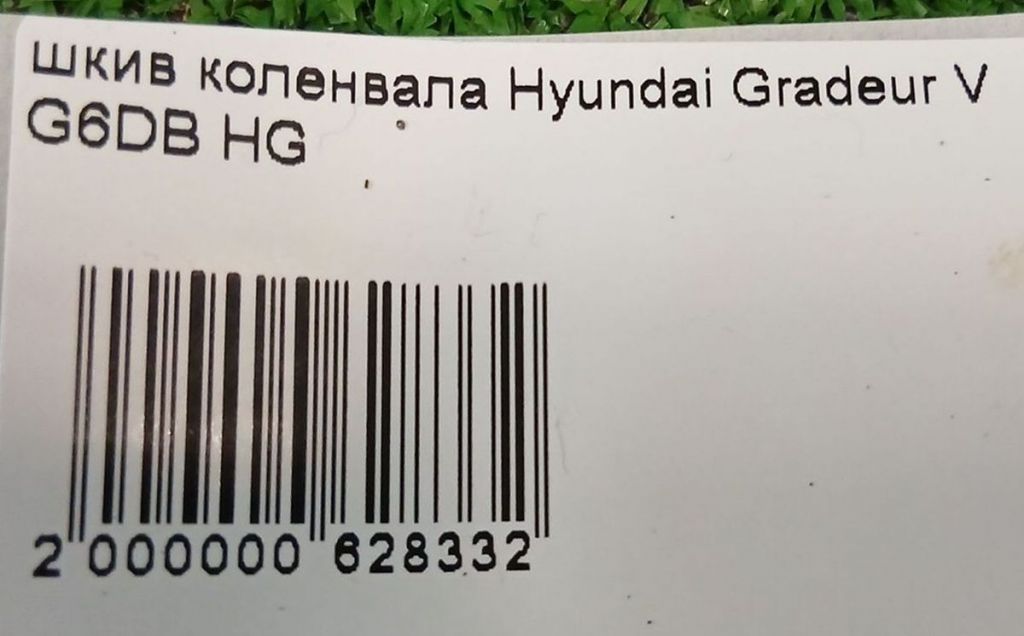 шкив коленвала Hyundai Gradeur V
G6DB HG
2 000000 628332